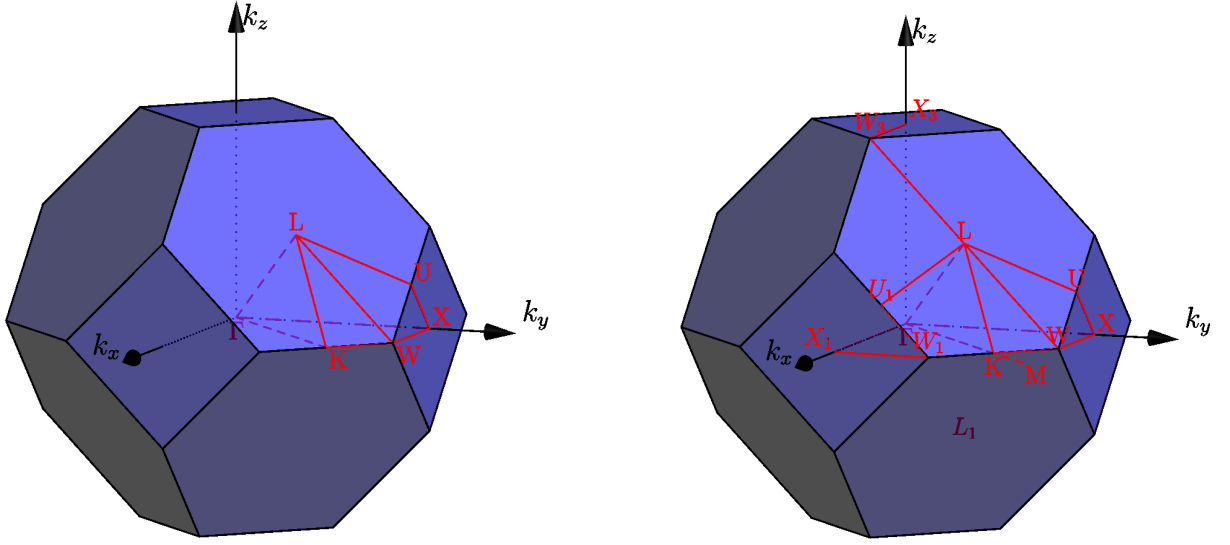 k_z
L
U
X
k_y
Γ
k_x
K
W
k_z
X_3
W_3
L
U
U_1
X
k_y
Γ
X_1
W_1
W
k_x
K
M
L_1